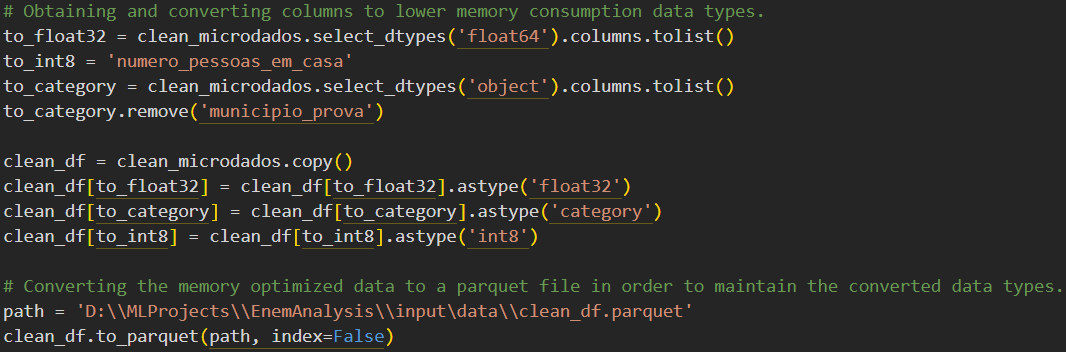 # Obtaining and converting columns to lower memory consumption data types.
to_float32 = clean_microdados.select_dtypes('float64').columns.tolist()
to_int8 = 'numero_pessoas_em_casa'
to_category = clean_microdados.select_dtypes('object').columns.tolist()
to_category.remove('municipio_prova')
clean_df = clean_microdados.copy()
clean_df[to_float32] = clean_df[to_float32].astype('float32')
clean_df[to_category] = clean_df[to_category].astype('category')
clean_df[to_int8] = clean_df[to_int8].astype('int8')
# Converting the memory optimized data to a parquet file in order to maintain the converted data types.
path = 'D:\\MLProjects\\EnemAnalysis\\input\data\\clean_df.parquet'
clean_df.to_parquet(path, index=False)